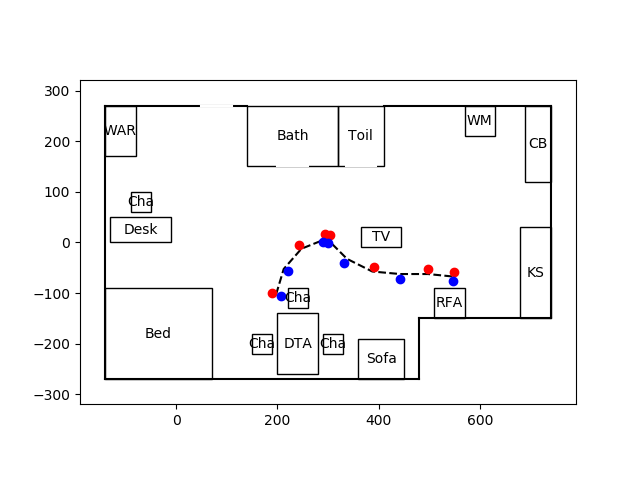 300
200
100
0
−100
−200
−300
0
200
400
600
WAR
Bath
Toil
WM
CB
Cha
Desk
TV
KS
Bed
Cha
RFA
Cha
DTA
Cha
Sofa